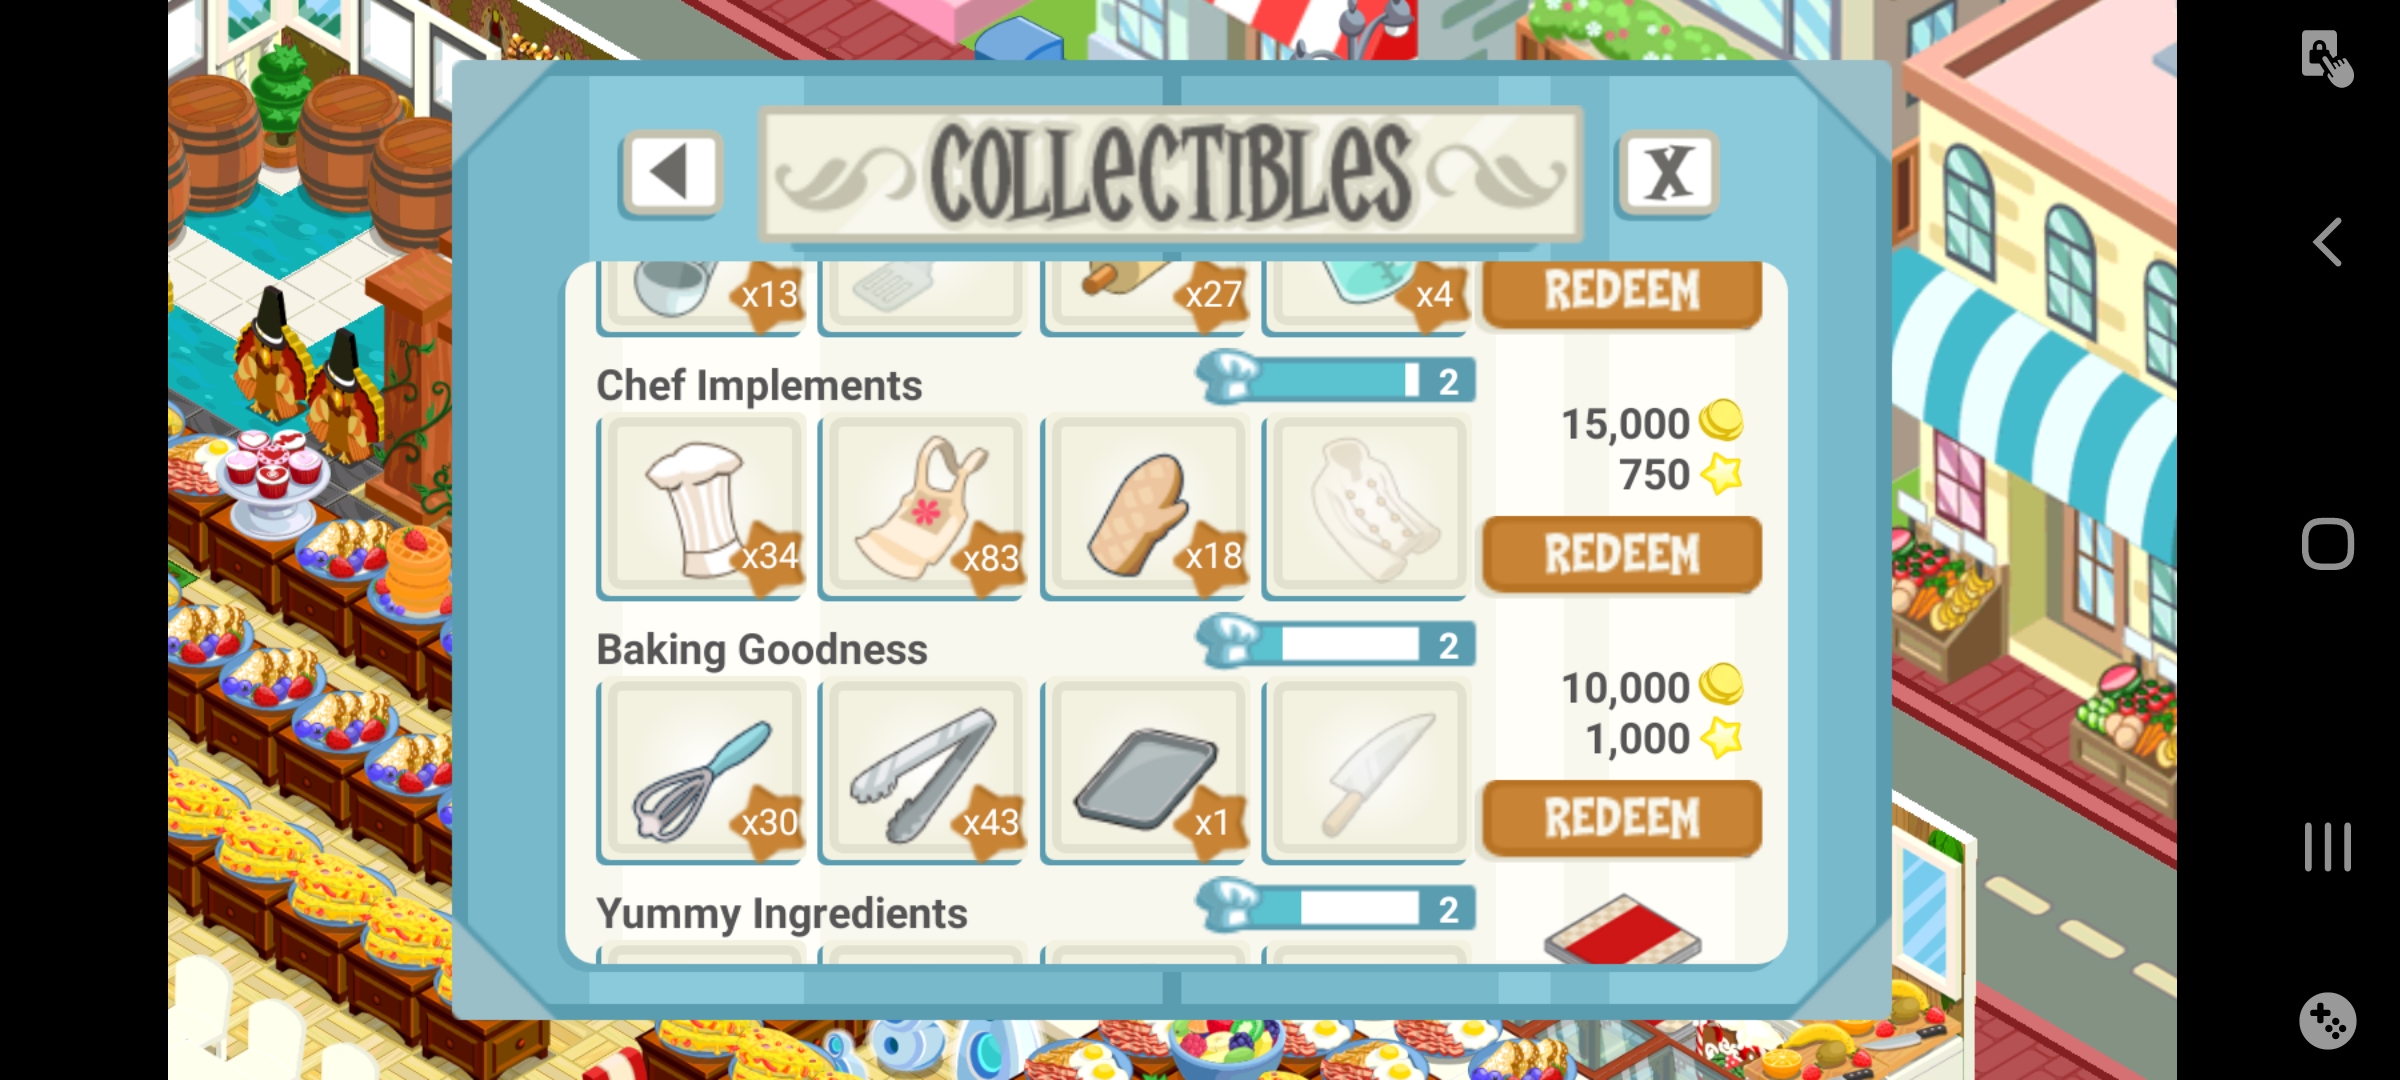 COLLECTIBLES
X
x13
x27
x4
REDEEM
Chef Implements
2
15,000
750
x34
x83
x18
REDEEM
Baking Goodness
2
10,000
1,000
x30
x43
x1
REDEEM
Yummy Ingredients
2